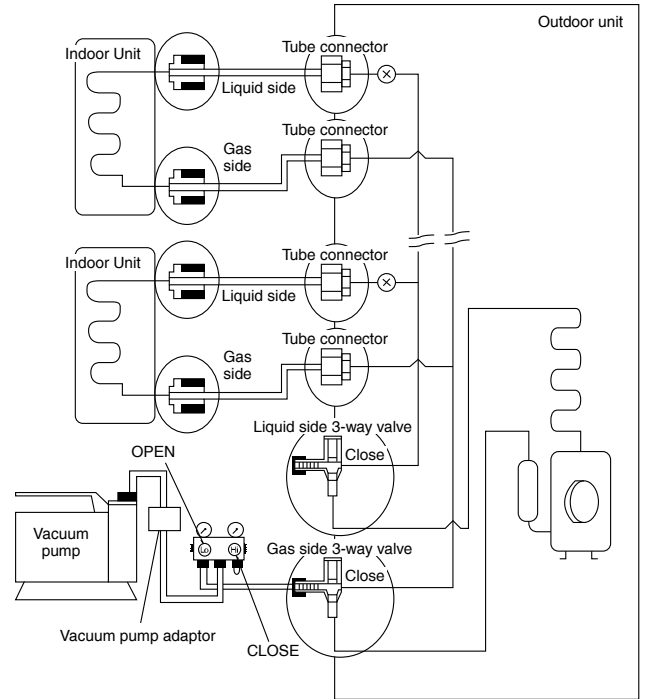 Outdoor unit
Indoor Unit
Tube connector
Liquid side
Tube connector
Gas
side
Indoor Unit
Tube connector
Liquid side
Tube connector
Gas
side
Liquid side 3-way valve
Close
OPEN
Vacuum
pump
Lo
Hi
Gas side 3-way valve
Close
Vacuum pump adaptor
CLOSE